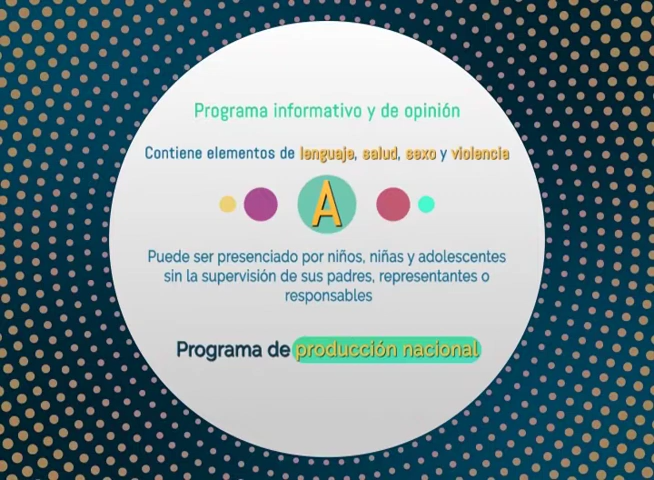 Programa informativo y de opinión
Contiene elementos de lenguaje, salud, sexo y violencia
A
Puede ser presenciado por niños, niñas y adolescentes
sin la supervisión de sus padres, representantes o
responsables
Programa de producción nacional